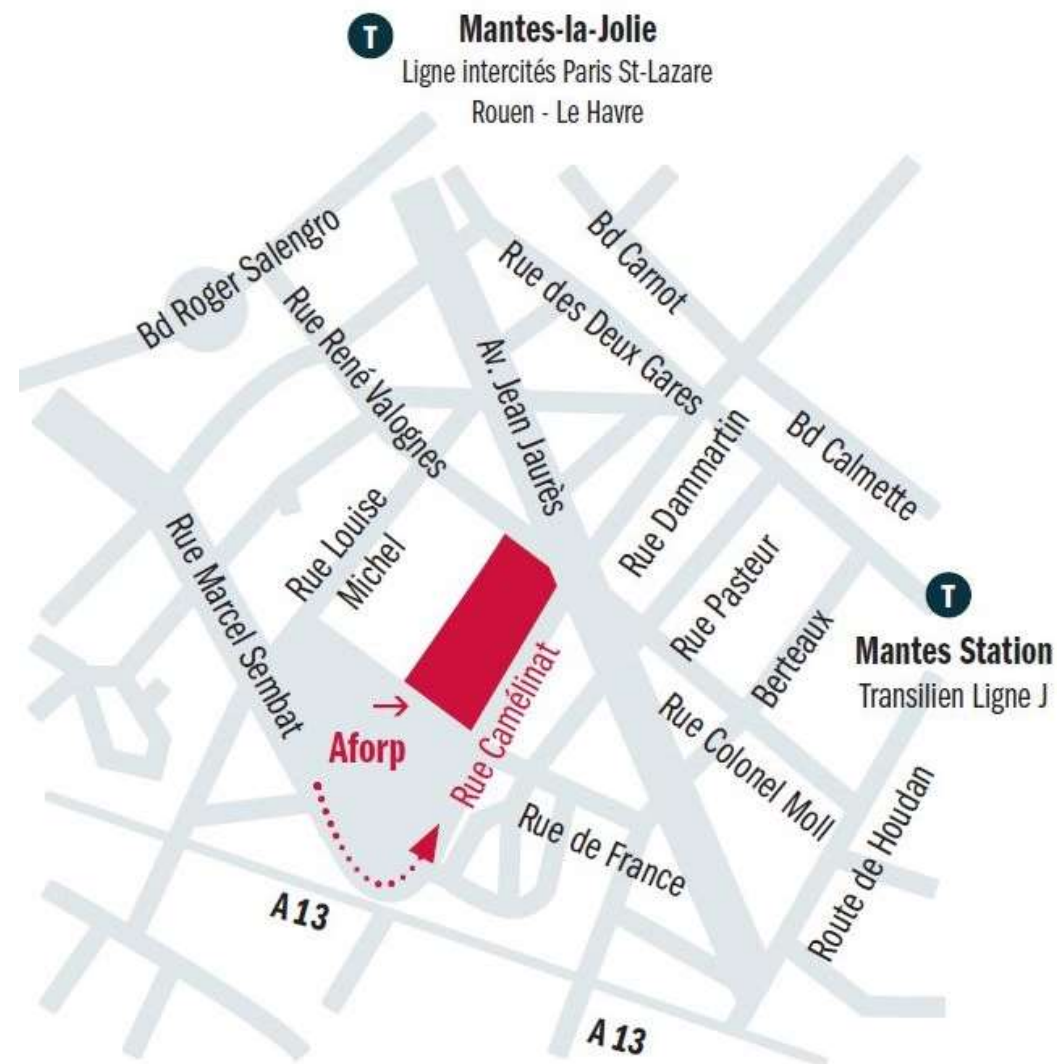 T
Mantes-la-Jolie
Ligne intercités Paris St-Lazare
Rouen - Le Havre
Bd Roger Salengro
Rue René Valognes
Av. Jean Jaurès
Rue des Deux Gares
Bd Carnot
Bd Calmette
Rue Dammartin
Rue Pasteur
Berteaux
T
Mantes Station
Transilien Ligne J
Rue Louise
Michel
Rue Marcel Sembat
→
Aforp
Rue Camélinat
Rue Colonel Moll
Rue de France
Route de Houdan
A 13
A 13